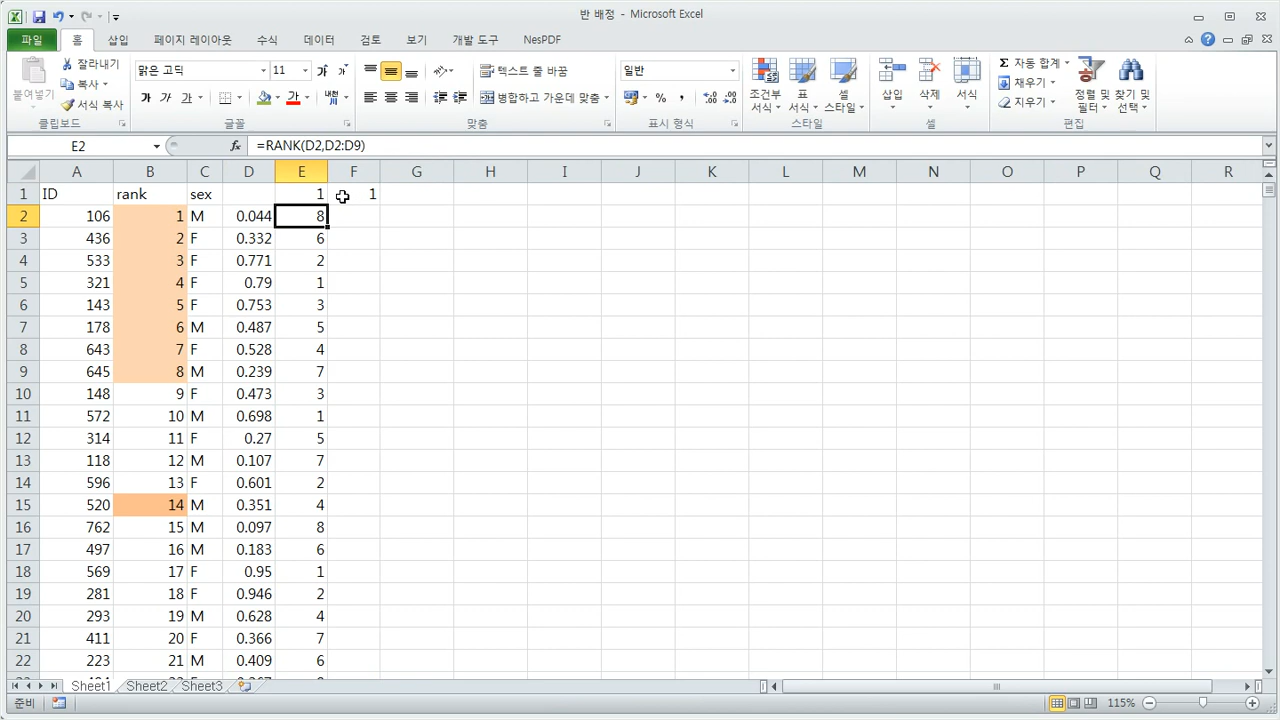 반 배정 - Microsoft Excel
파일 홈 삽입 페이지 레이아웃 수식 데이터 검토 보기 개발 도구 NesPDF
붙여넣기 잘라내기 복사 서식 복사 클립보드
맑은 고딕 11 가 가 가 가 가 가 내천 글꼴
텍스트 줄 바꿈 병합하고 가운데 맞춤 맞춤
일반 % , 표시 형식
조건부 서식 표 서식 셀 스타일 스타일
삽입 삭제 서식 셀
Σ 자동 합계 채우기 지우기 정렬 및 필터 찾기 및 선택 편집
E2 fx =RANK(D2,D2:D9)
A B C D E F G H I J K L M N O P Q R
1 ID rank sex 1 1
2 106 1 M 0.044 8
3 436 2 F 0.332 6
4 533 3 F 0.771 2
5 321 4 F 0.79 1
6 143 5 F 0.753 3
7 178 6 M 0.487 5
8 643 7 F 0.528 4
9 645 8 M 0.239 7
10 148 9 F 0.473 3
11 572 10 M 0.698 1
12 314 11 F 0.27 5
13 118 12 M 0.107 7
14 596 13 F 0.601 2
15 520 14 M 0.351 4
16 762 15 M 0.097 8
17 497 16 M 0.183 6
18 569 17 F 0.95 1
19 281 18 F 0.946 2
20 293 19 M 0.628 4
21 411 20 F 0.366 7
22 223 21 M 0.409 6
Sheet1 Sheet2 Sheet3
준비 115%